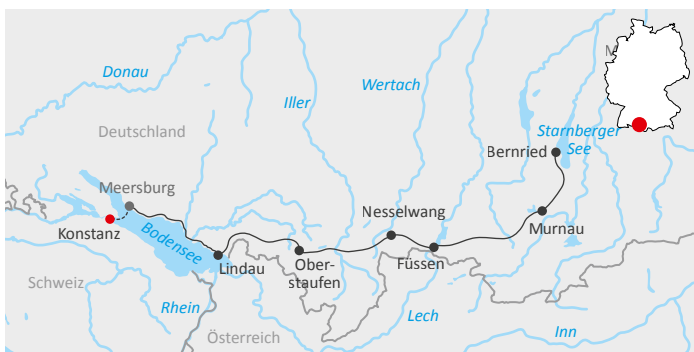 M
Donau
Wertach
Iller
Deutschland
Starnberger
See
Bernried
Meersburg
Nesselwang
Konstanz
Bodensee
Murnau
Lindau
Ober-
staufen
Füssen
Schweiz
Rhein
Lech
Österreich
Inn